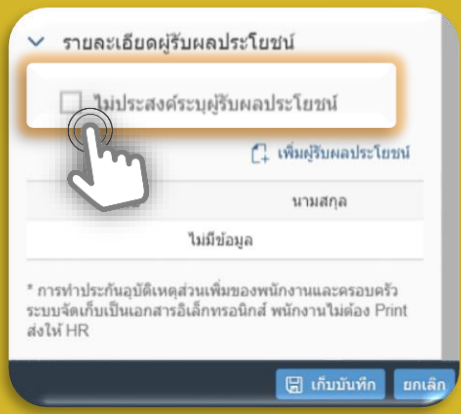 รายละเอียดผู้รับผลประโยชน์
ไม่ประสงค์ระบุผู้รับผลประโยชน์
เพิ่มผู้รับผลประโยชน์
นามสกุล
ไม่มีข้อมูล
* การทำประกันอุบัติเหตุส่วนเพิ่มของพนักงานและครอบครัว
ระบบจัดเก็บเป็นเอกสารอิเล็กทรอนิกส์ พนักงานไม่ต้อง Print
ส่งให้ HR
เก็บบันทึก ยกเลิก